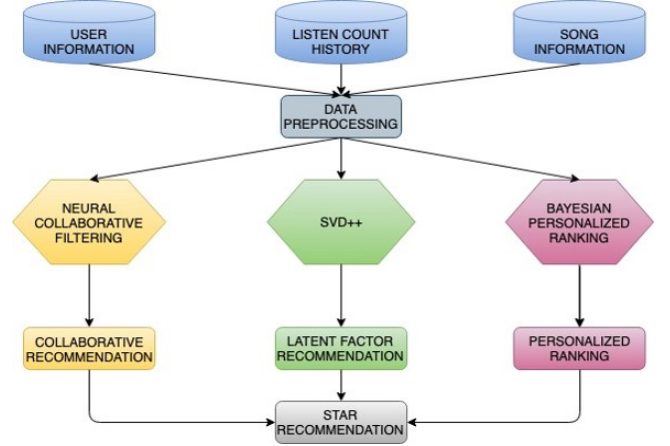 USER
INFORMATION
LISTEN COUNT
HISTORY
SONG
INFORMATION
DATA
PREPROCESSING
NEURAL
COLLABORATIVE
FILTERING
SVD++
BAYESIAN
PERSONALIZED
RANKING
COLLABORATIVE
RECOMMENDATION
LATENT FACTOR
RECOMMENDATION
PERSONALIZED
RANKING
STAR
RECOMMENDATION